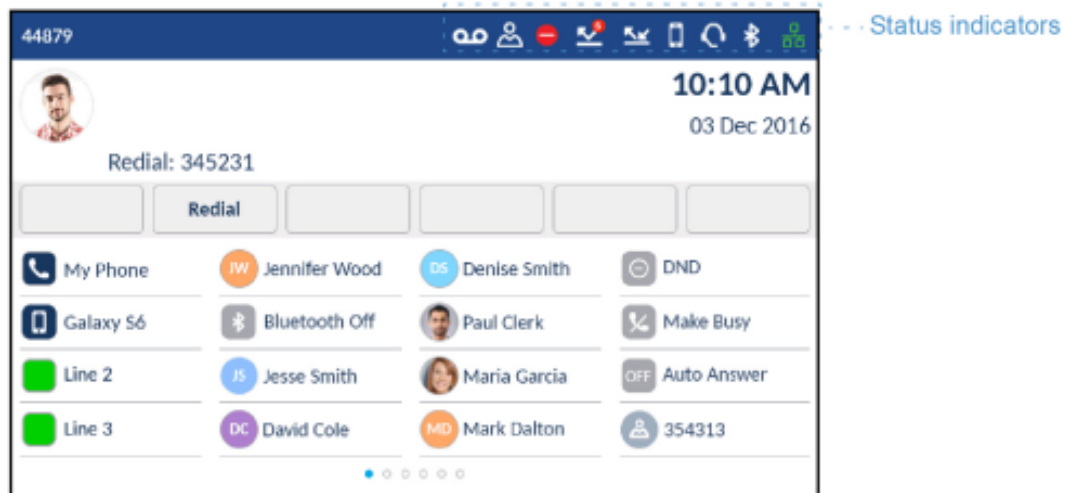 44879
Status indicators
10:10 AM
03 Dec 2016
Redial: 345231
Redial
My Phone
JW Jennifer Wood
DS Denise Smith
DND
Galaxy S6
Bluetooth Off
Paul Clerk
Make Busy
Line 2
JS Jesse Smith
Maria Garcia
OFF Auto Answer
Line 3
DC David Cole
MD Mark Dalton
354313